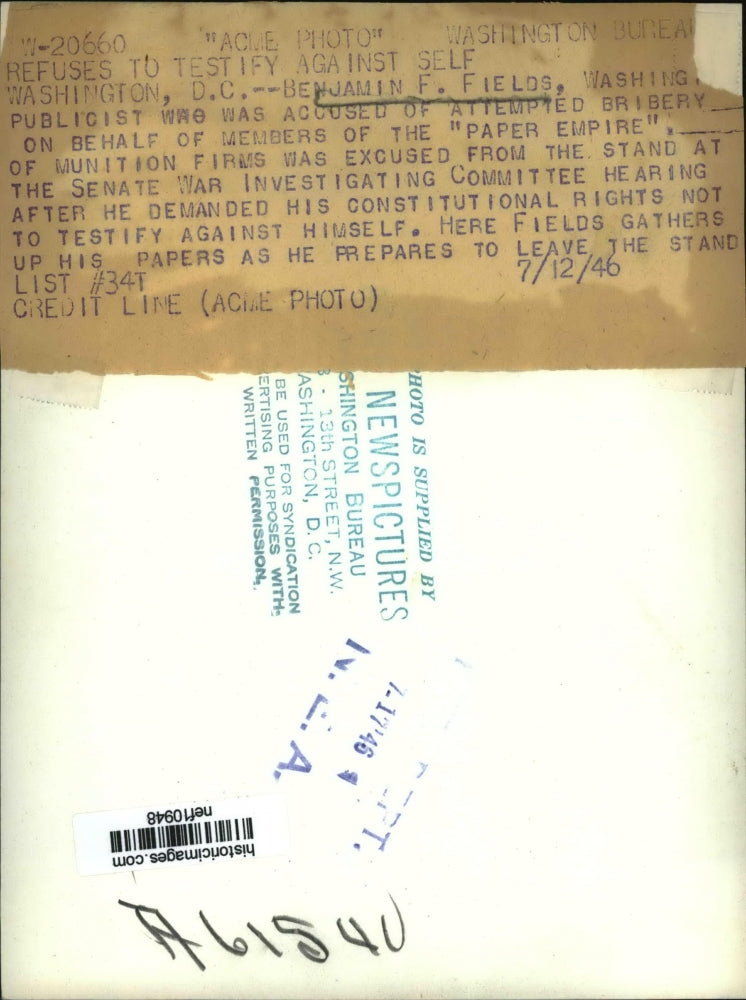 W-20660 "ACME PHOTO" WASHINGTON BUREA
REFUSES TO TESTIFY AGAINST SELF
WASHINGTON, D.C.--BENJAMIN F. FIELDS, WASHING
PUBLICIST WHO WAS ACCUSED OF ATTEMPTED BRIBERY
ON BEHALF OF MEMBERS OF THE "PAPER EMPIRE",
OF MUNITION FIRMS WAS EXCUSED FROM THE STAND AT
THE SENATE WAR INVESTIGATING COMMITTEE HEARING
AFTER HE DEMANDED HIS CONSTITUTIONAL RIGHTS NOT
TO TESTIFY AGAINST HIMSELF. HERE FIELDS GATHERS
UP HIS PAPERS AS HE PREPARES TO LEAVE THE STAND
LIST #34T 7/12/46
CREDIT LINE (ACME PHOTO)
HOTO IS SUPPLIED BY
NEWSPICTURES
SHINGTON BUREAU
3 - 13th STREET, N.W.
ASHINGTON, D. C.
BE USED FOR SYNDICATION
ERTISING PURPOSES WITH-
WRITTEN PERMISSION.
N.E.A.
7-17'46
PT.
historicimages.com
nef10948
A61540